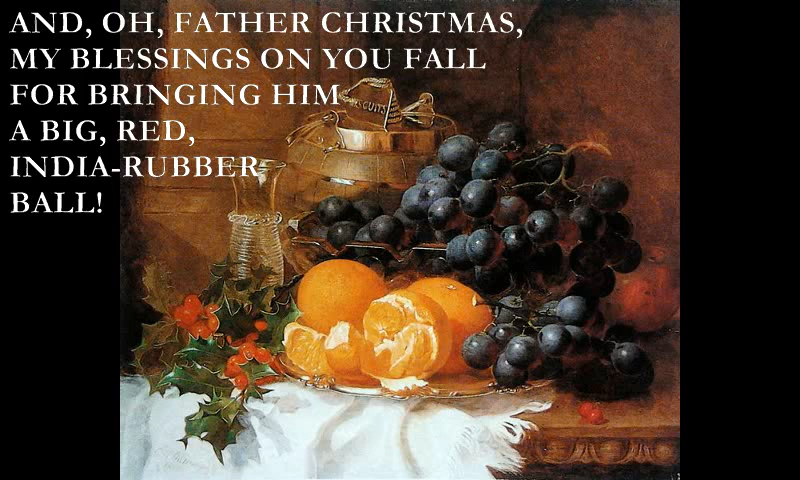 AND, OH, FATHER CHRISTMAS,
MY BLESSINGS ON YOU FALL
FOR BRINGING HIM
A BIG, RED,
INDIA-RUBBER
BALL!